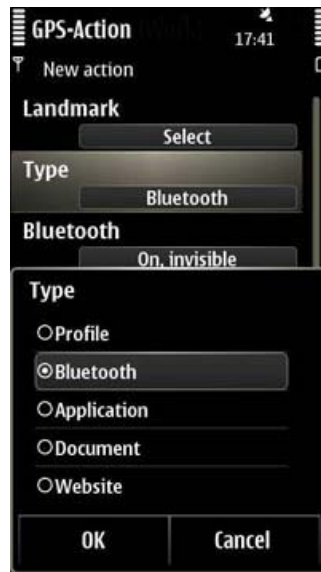 GPS-Action
17:41
New action
Landmark
Select
Type
Bluetooth
Bluetooth
On, invisible
Type
Profile
Bluetooth
Application
Document
Website
OK Cancel